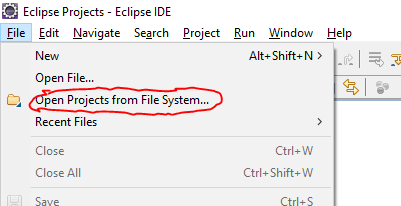 Eclipse Projects - Eclipse IDE
File Edit Navigate Search Project Run Window Help
New Alt+Shift+N >
Open File...
Open Projects from File System...
Recent Files >
Close Ctrl+W
Close All Ctrl+Shift+W
Save Ctrl+S